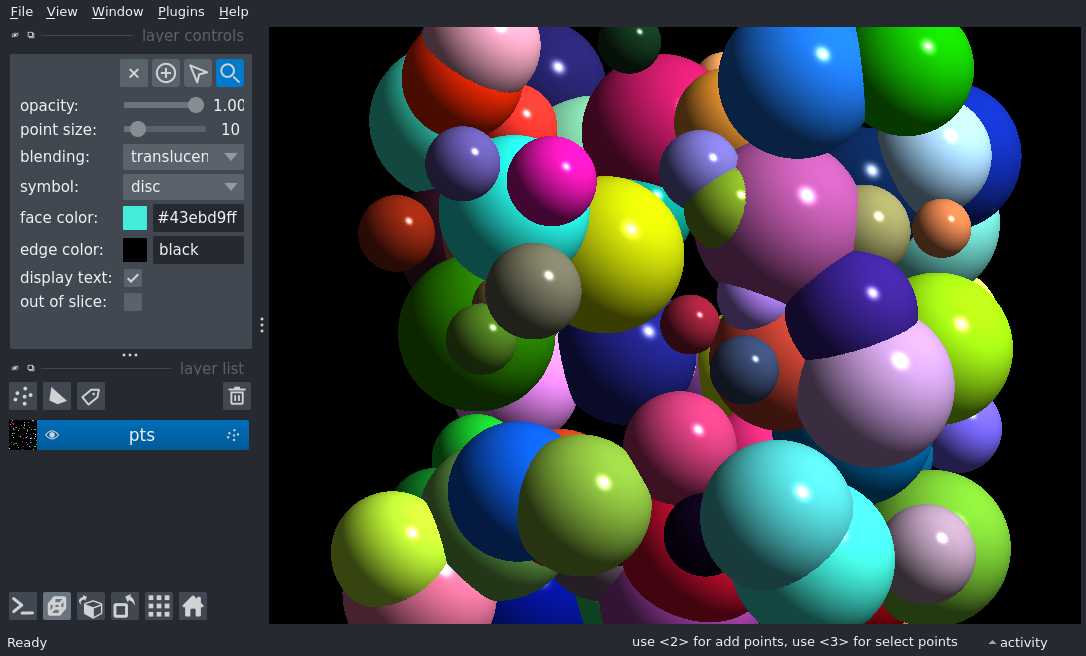 File View Window Plugins Help
layer controls
opacity: 1.00
point size: 10
blending: translucen
symbol: disc
face color: #43ebd9ff
edge color: black
display text:
out of slice:
layer list
pts
Ready use <2> for add points, use <3> for select points activity